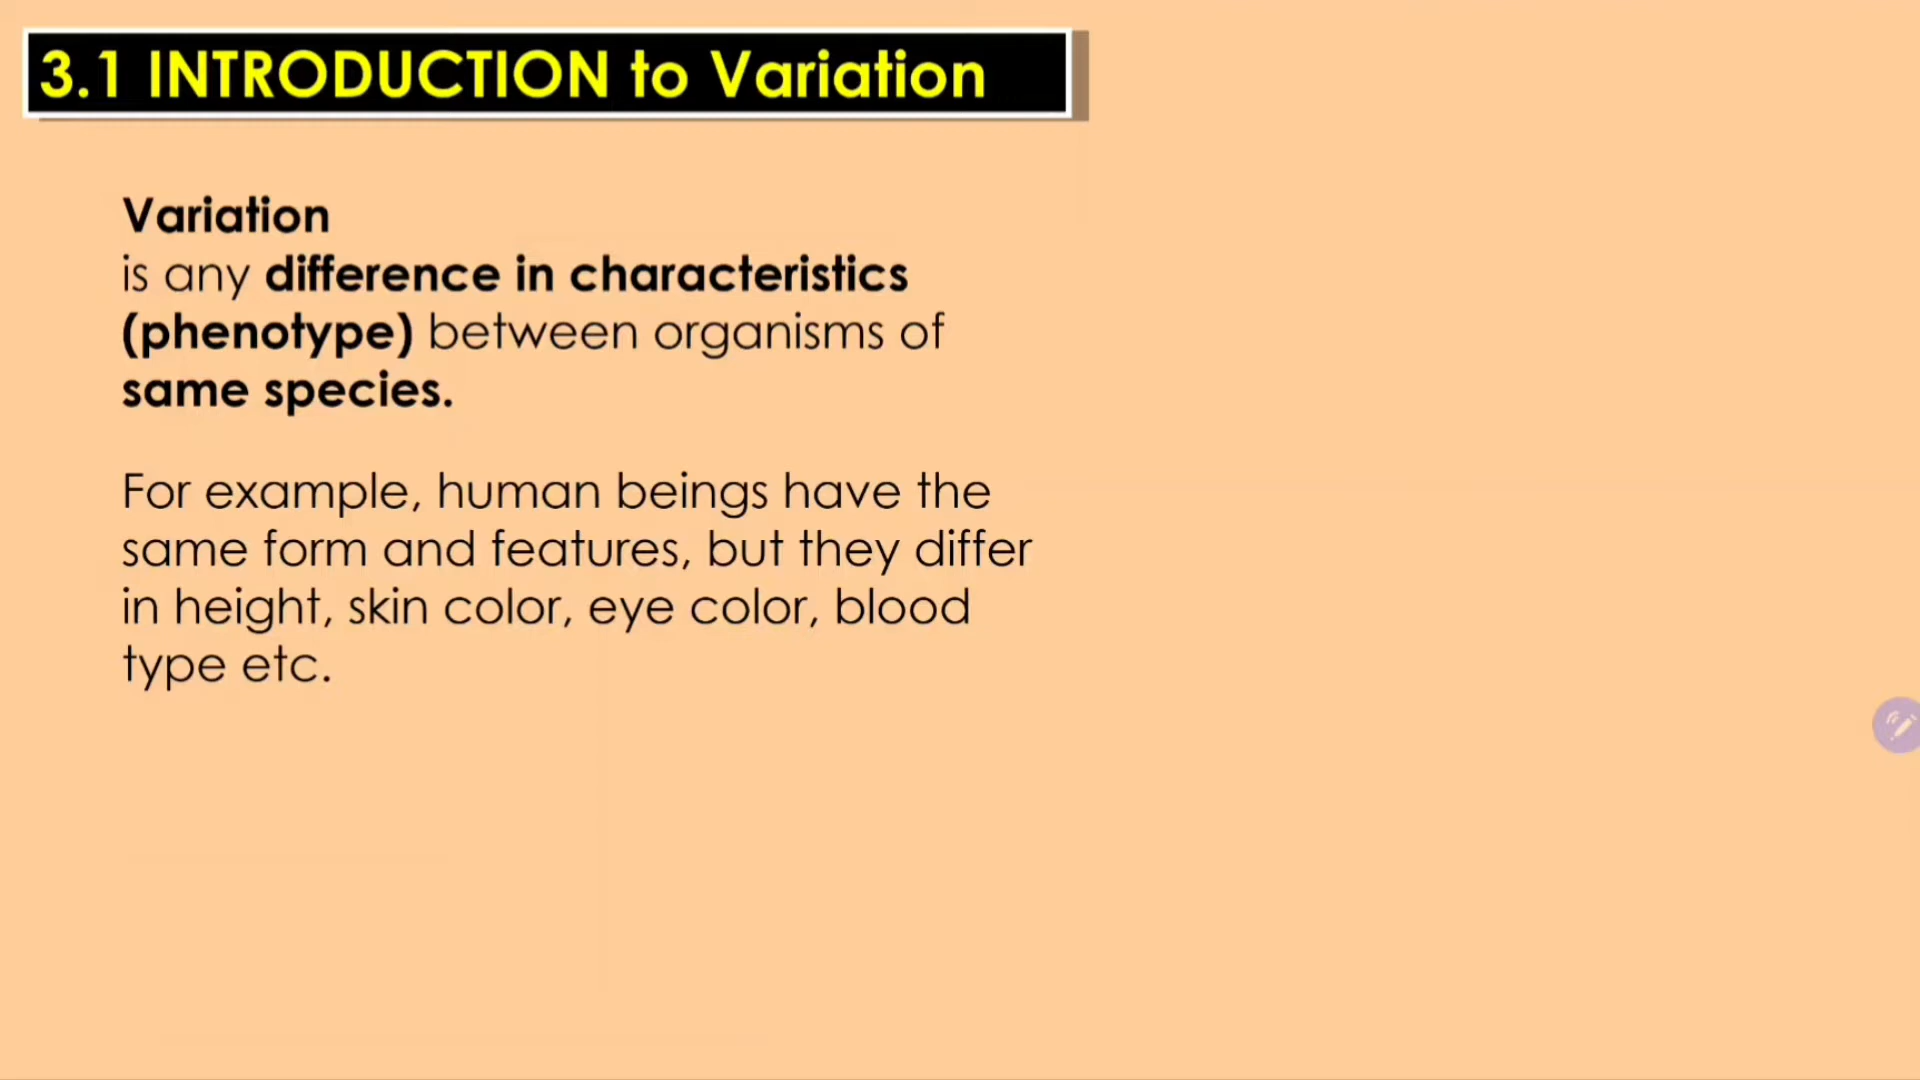 3.1 INTRODUCTION to Variation
Variation
is any difference in characteristics
(phenotype) between organisms of
same species.
For example, human beings have the
same form and features, but they differ
in height, skin color, eye color, blood
type etc.